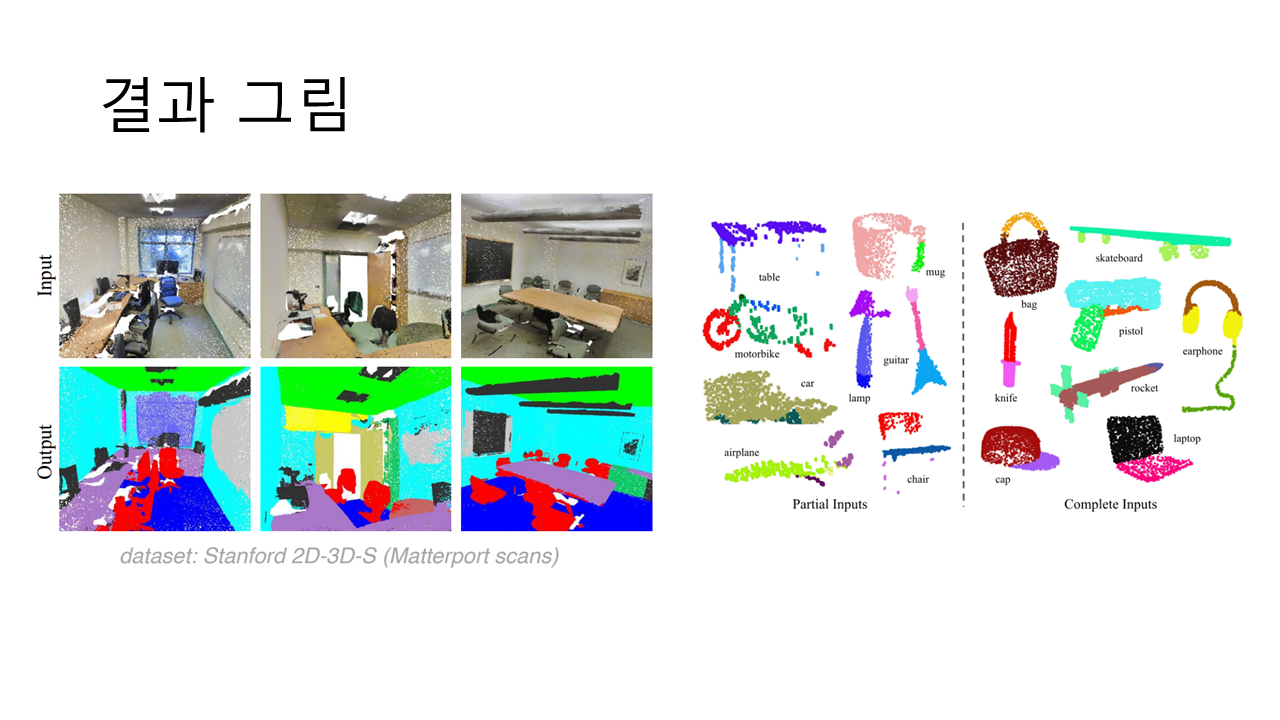 결과 그림
Input
Output
dataset: Stanford 2D-3D-S (Matterport scans)
table
mug
motorbike
guitar
car
lamp
airplane
chair
Partial Inputs
bag
skateboard
pistol
earphone
knife
rocket
laptop
cap
Complete Inputs